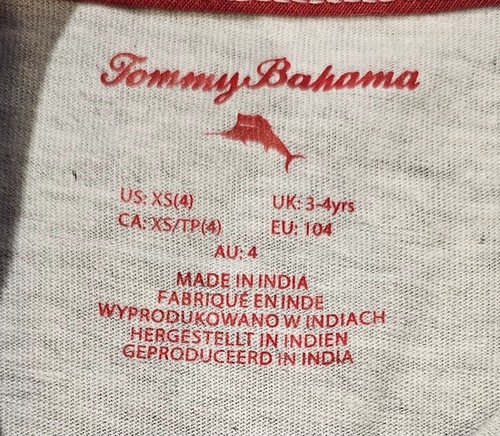 Tommy Bahama
US: XS(4) UK: 3-4yrs
CA: XS/TP(4) EU: 104
AU: 4
MADE IN INDIA
FABRIQUÉ EN INDE
WYPRODUKOWANO W INDIACH
HERGESTELLT IN INDIEN
GEPRODUCEERD IN INDIA